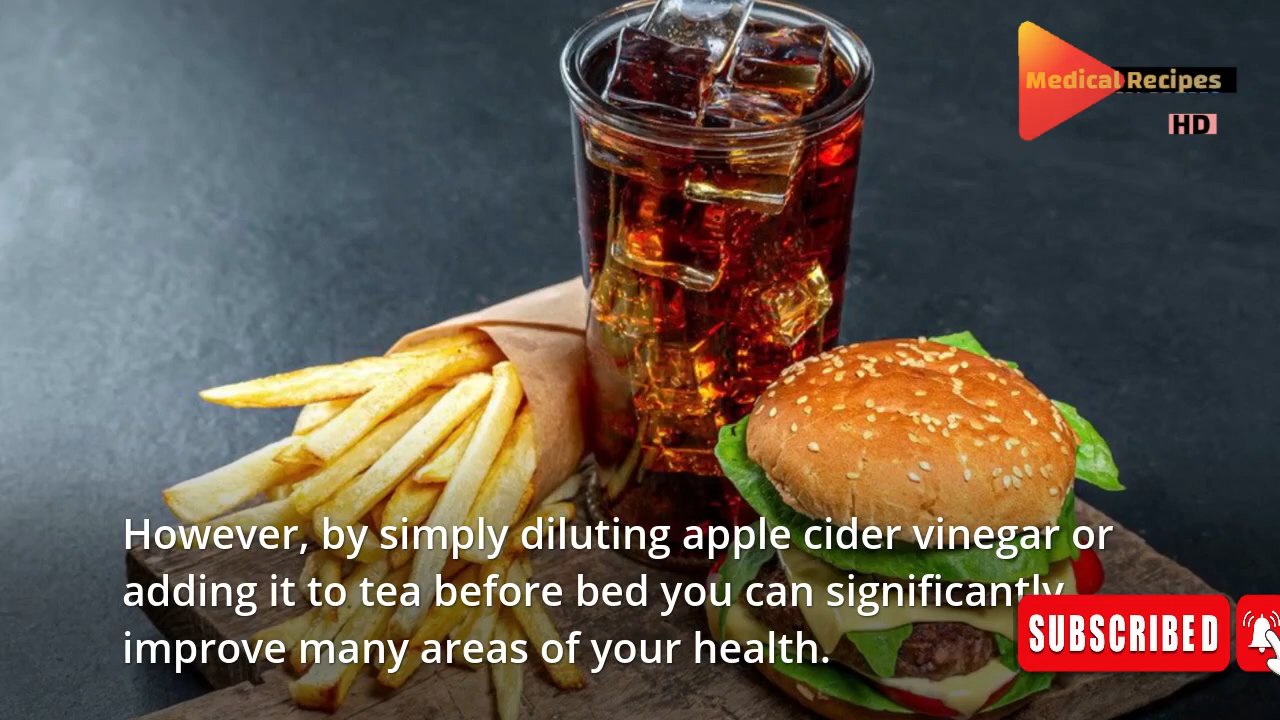 Medical Recipes
HD
However, by simply diluting apple cider vinegar or
adding it to tea before bed you can significantly
improve many areas of your health.
SUBSCRIBED